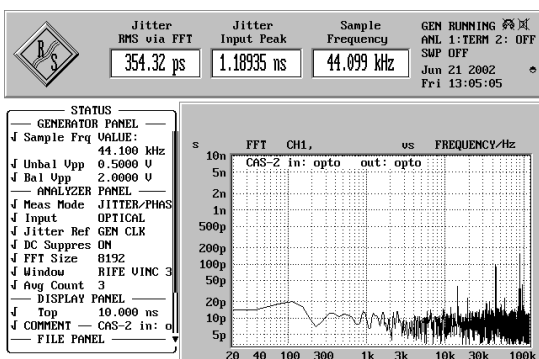 R S
Jitter
RMS via FFT
354.32 ps
Jitter
Input Peak
1.18935 ns
Sample
Frequency
44.099 kHz
GEN RUNNING
ANL 1:TERM 2: OFF
SWP OFF
Jun 21 2002
Fri 13:05:05
STATUS
GENERATOR PANEL
Sample Frq VALUE:
44.100 kHz
Unbal Vpp 0.5000 V
Bal Vpp 2.0000 V
ANALYZER PANEL
Meas Mode JITTER/PHAS
Input OPTICAL
Jitter Ref GEN CLK
DC Suppres ON
FFT Size 8192
Window RIFE VINC 3
Avg Count 3
DISPLAY PANEL
Top 10.000 ns
COMMENT — CAS-2 in: o
FILE PANEL
s FFT CH1, vs FREQUENCY/Hz
CAS-2 in: opto out: opto
10n
5n
2n
1n
500p
200p
100p
50p
20p
10p
5p
20 40 100 300 1k 3k 10k 30k 100k